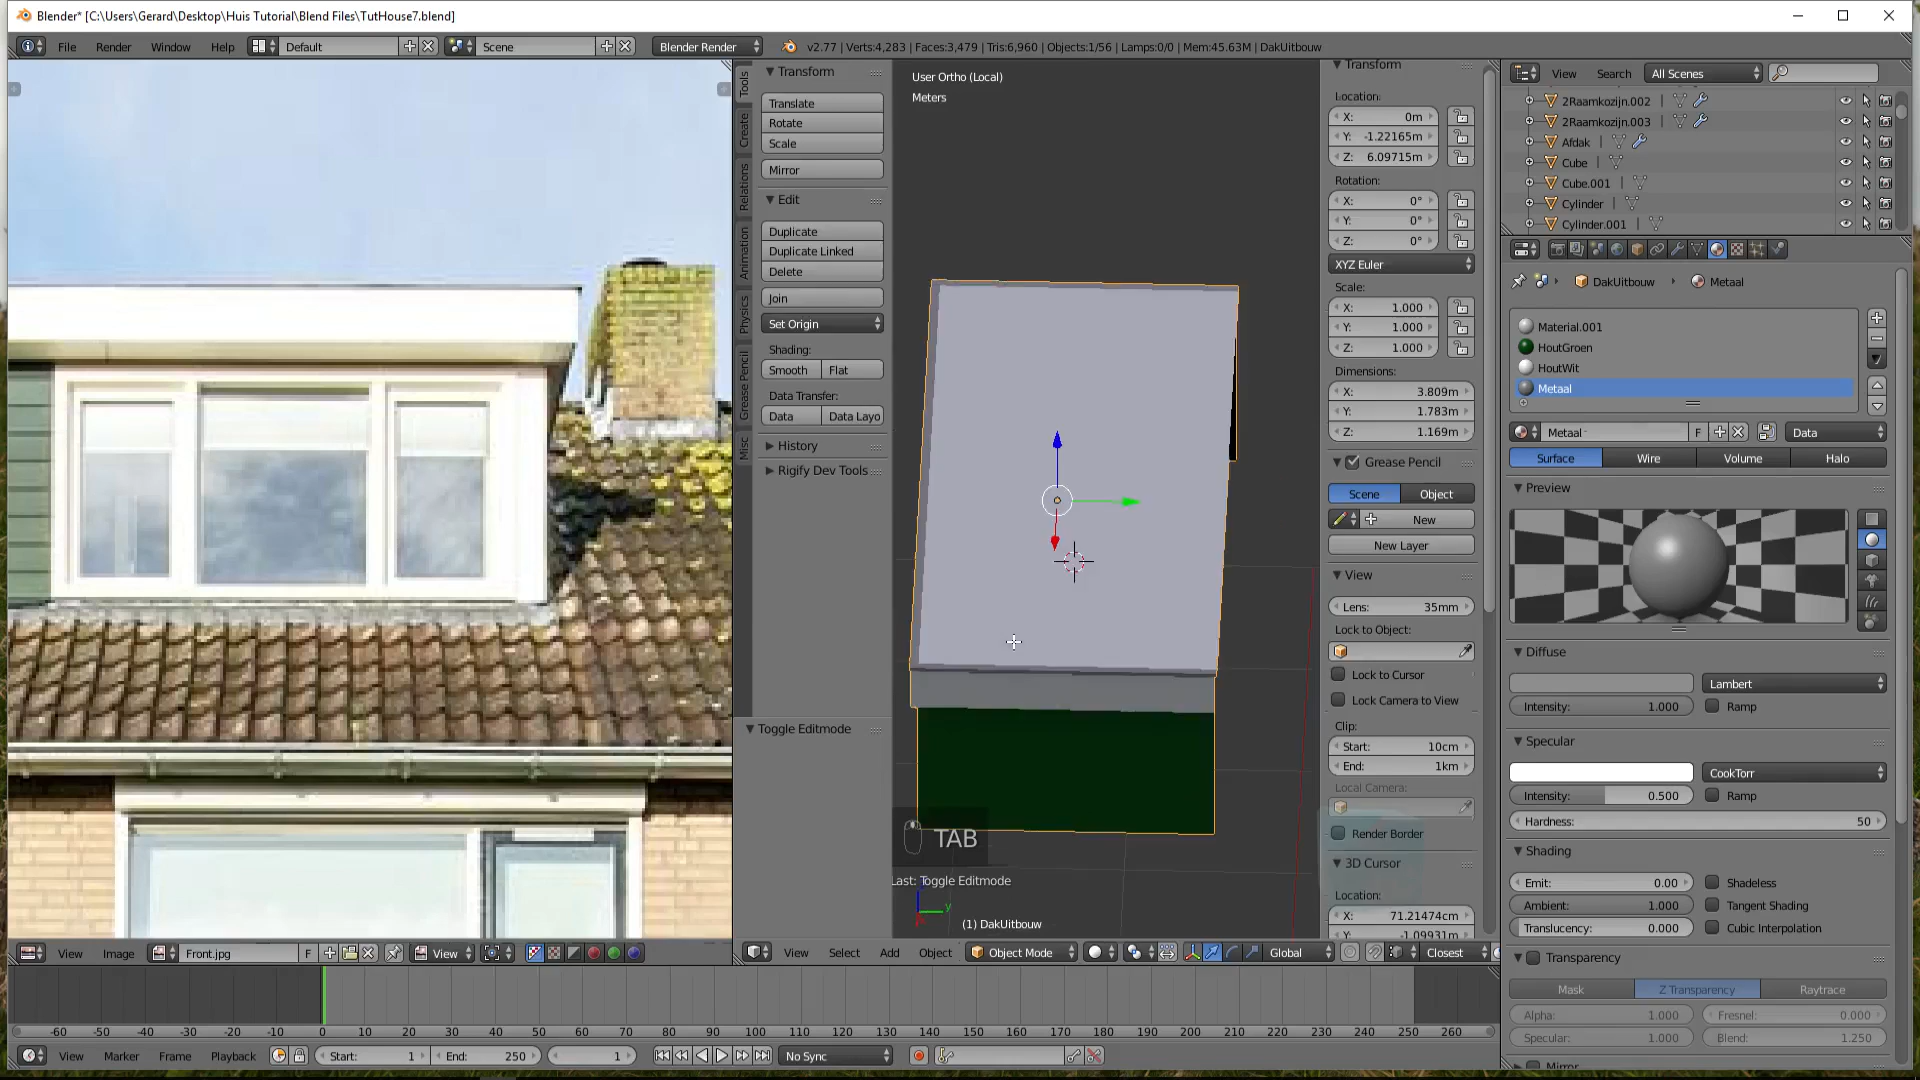 Blender* [C:\Users\Gerard\Desktop\Huis Tutorial\Blend Files\TutHouse7.blend]
File Render Window Help Default Scene Blender Render v2.77 | Verts:4,283 | Faces:3,479 | Tris:6,960 | Objects:1/56 | Lamps:0/0 | Mem:45.63M | DakUitbouw
Tools
Create
Relations
Animation
Physics
Grease Pencil
Misc
Transform
Translate
Rotate
Scale
Mirror
Edit
Duplicate
Duplicate Linked
Delete
Join
Set Origin
Shading:
Smooth Flat
Data Transfer:
Data Data Layo
History
Rigify Dev Tools
Toggle Editmode
User Ortho (Local)
Meters
TAB
Last: Toggle Editmode
y
(1) DakUitbouw
Transform
Location:
X: 0m
Y: -1.22165m
Z: 6.09715m
Rotation:
X: 0°
Y: 0°
Z: 0°
XYZ Euler
Scale:
X: 1.000
Y: 1.000
Z: 1.000
Dimensions:
X: 3.809m
Y: 1.783m
Z: 1.169m
Grease Pencil
Scene Object
New
New Layer
View
Lens: 35mm
Lock to Object:
Lock to Cursor
Lock Camera to View
Clip:
Start: 10cm
End: 1km
Local Camera:
Render Border
3D Cursor
Location:
X: 71.21474cm
Y: -1.09931m
View Search All Scenes
2Raamkozijn.002
2Raamkozijn.003
Afdak
Cube
Cube.001
Cylinder
Cylinder.001
DakUitbouw Metaal
Material.001
HoutGroen
HoutWit
Metaal
Metaal F Data
Surface Wire Volume Halo
Preview
Diffuse
Lambert
Intensity: 1.000 Ramp
Specular
CookTorr
Intensity: 0.500 Ramp
Hardness: 50
Shading
Emit: 0.00 Shadeless
Ambient: 1.000 Tangent Shading
Translucency: 0.000 Cubic Interpolation
Transparency
Mask Z Transparency Raytrace
Alpha: 1.000 Fresnel: 0.000
Specular: 1.000 Blend: 1.250
Mirror
View Image Front.jpg F View
View Select Add Object Object Mode Global Closest
-60 -50 -40 -30 -20 -10 0 10 20 30 40 50 60 70 80 90 100 110 120 130 140 150 160 170 180 190 200 210 220 230 240 250 260
View Marker Frame Playback Start: 1 End: 250 1 No Sync